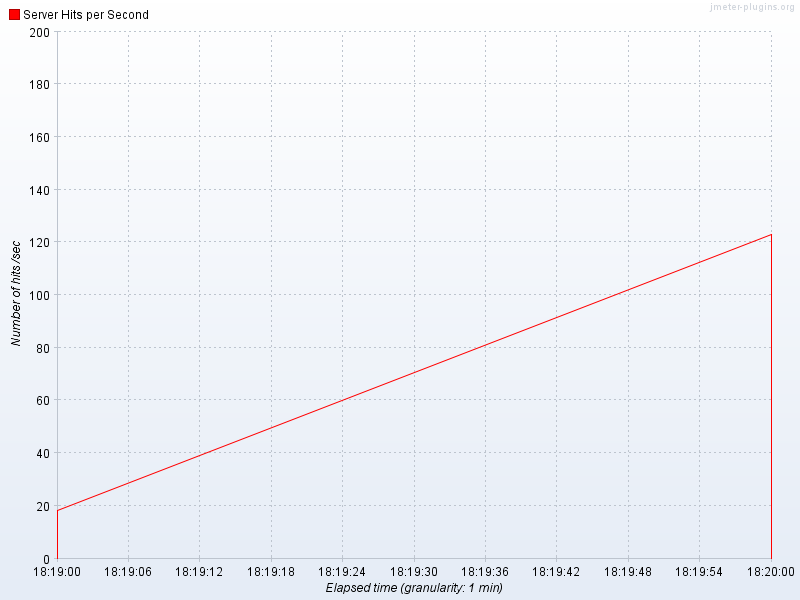 jmeter-plugins.org
Server Hits per Second
200
180
160
140
120
100
80
60
40
20
0
Number of hits /sec
18:19:00 18:19:06 18:19:12 18:19:18 18:19:24 18:19:30 18:19:36 18:19:42 18:19:48 18:19:54 18:20:00
Elapsed time (granularity: 1 min)